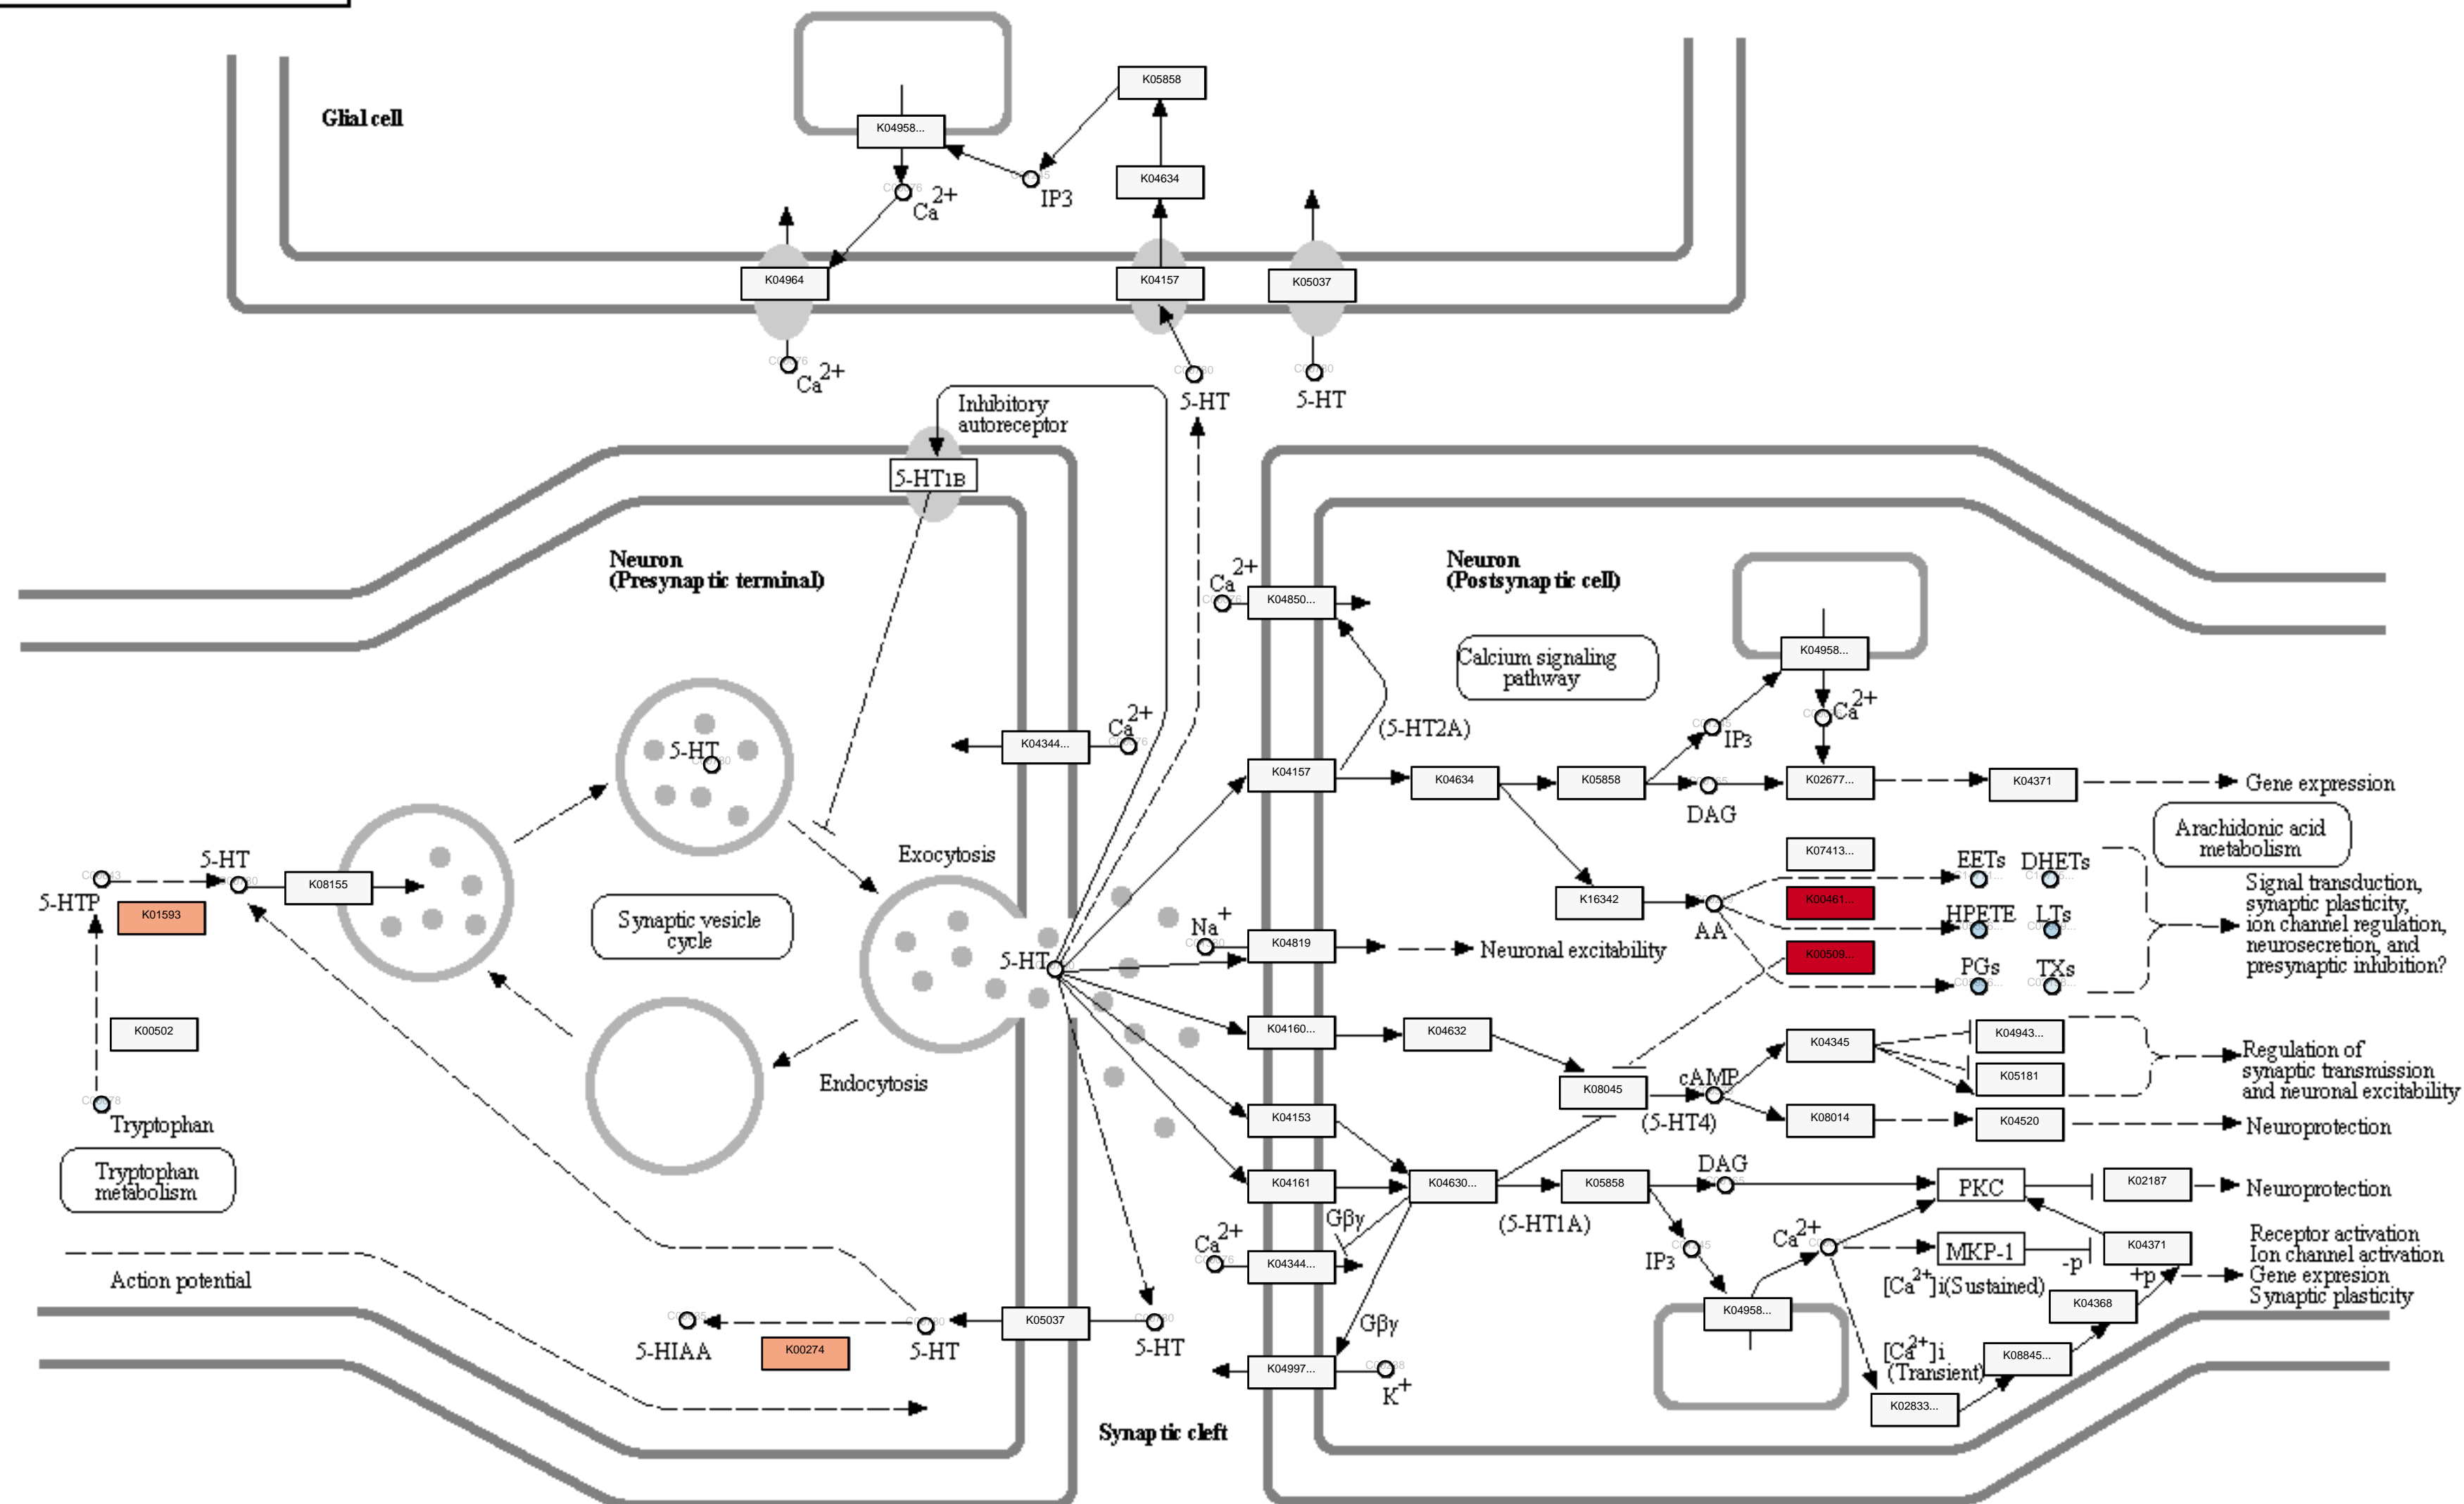 K05858
Glial cell
K04958...
K04634
IP3
Ca2+
K04964
K04157
K05037
Ca2+
5-HT
5-HT
Inhibitory
autoreceptor
5-HT1B
Neuron
(Presynaptic terminal)
Neuron
(Postsynaptic cell)
Ca2+
K04850...
Calcium signaling
pathway
K04958...
Ca2+
(5-HT2A)
IP3
K04344...
Ca2+
5-HT
K04157
K04634
K05858
DAG
K02677...
K04371
Gene expression
Arachidonic acid
metabolism
Exocytosis
5-HT
5-HTP
K08155
K01593
Synaptic vesicle
cycle
K07413...
EETs
DHETs
K16342
AA
K00461...
HPETE
LTs
K00509...
PGs
TXs
Signal transduction,
synaptic plasticity,
ion channel regulation,
neurosecretion, and
presynaptic inhibition?
Na+
K04819
Neuronal excitability
5-HT
K00502
K04160...
K04632
K04345
K04943...
K05181
Regulation of
synaptic transmission
and neuronal excitability
Endocytosis
K08045
cAMP
(5-HT4)
K08014
K04520
Neuroprotection
Tryptophan
Tryptophan
metabolism
K04153
K04161
K04630...
K05858
(5-HT1A)
DAG
PKC
K02187
Neuroprotection
Gβγ
Ca2+
K04344...
IP3
Ca2+
MKP-1
-p
K04371
+p
[Ca2+]i(Sustained)
Receptor activation
Ion channel activation
Gene expresion
Synaptic plasticity
Action potential
K04958...
K04368
5-HIAA
K00274
5-HT
K05037
5-HT
Gβγ
K04997...
K+
[Ca2+]i
(Transient)
K08845...
K02833...
Synaptic cleft